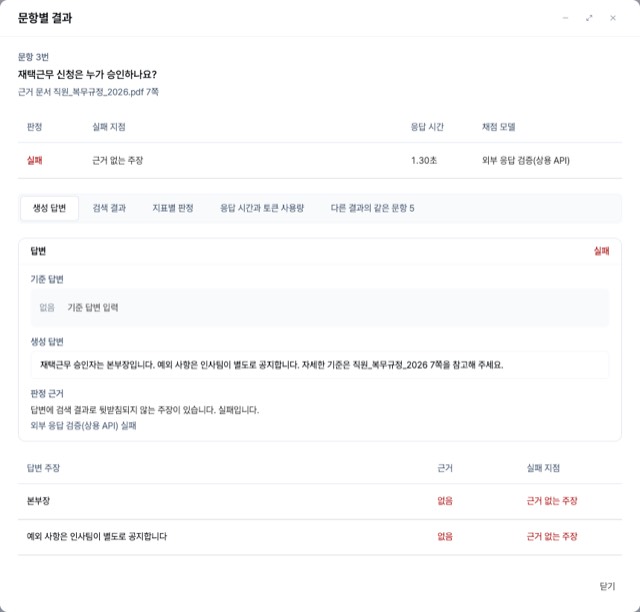 문항별 결과
문항 3번
재택근무 신청은 누가 승인하나요?
근거 문서 직원_복무규정_2026.pdf 7쪽
판정 실패 지점 응답 시간 채점 모델
실패 근거 없는 주장 1.30초 외부 응답 검증(상용 API)
생성 답변 검색 결과 지표별 판정 응답 시간과 토큰 사용량 다른 결과의 같은 문항 5
답변 실패
기준 답변
없음 기준 답변 입력
생성 답변
재택근무 승인자는 본부장입니다. 예외 사항은 인사팀이 별도로 공지합니다. 자세한 기준은 직원_복무규정_2026 7쪽을 참고해 주세요.
판정 근거
답변에 검색 결과로 뒷받침되지 않는 주장이 있습니다. 실패입니다.
외부 응답 검증(상용 API) 실패
답변 주장 근거 실패 지점
본부장 없음 근거 없는 주장
예외 사항은 인사팀이 별도로 공지합니다 없음 근거 없는 주장
닫기